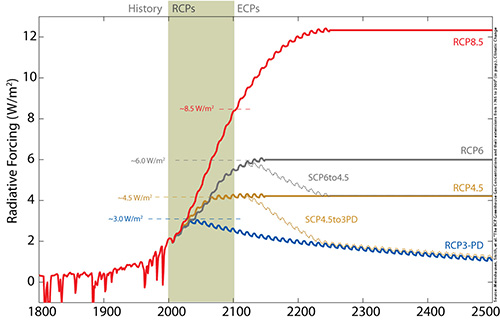 History RCPs ECPs
12
10
8
6
4
2
0
Radiative Forcing (W/m²)
RCP8.5
~8.5 W/m²
RCP6
~6.0 W/m²
SCP6to4.5
RCP4.5
~4.5 W/m²
SCP4.5to3PD
~3.0 W/m²
RCP3-PD
1800 1900 2000 2100 2200 2300 2400 2500